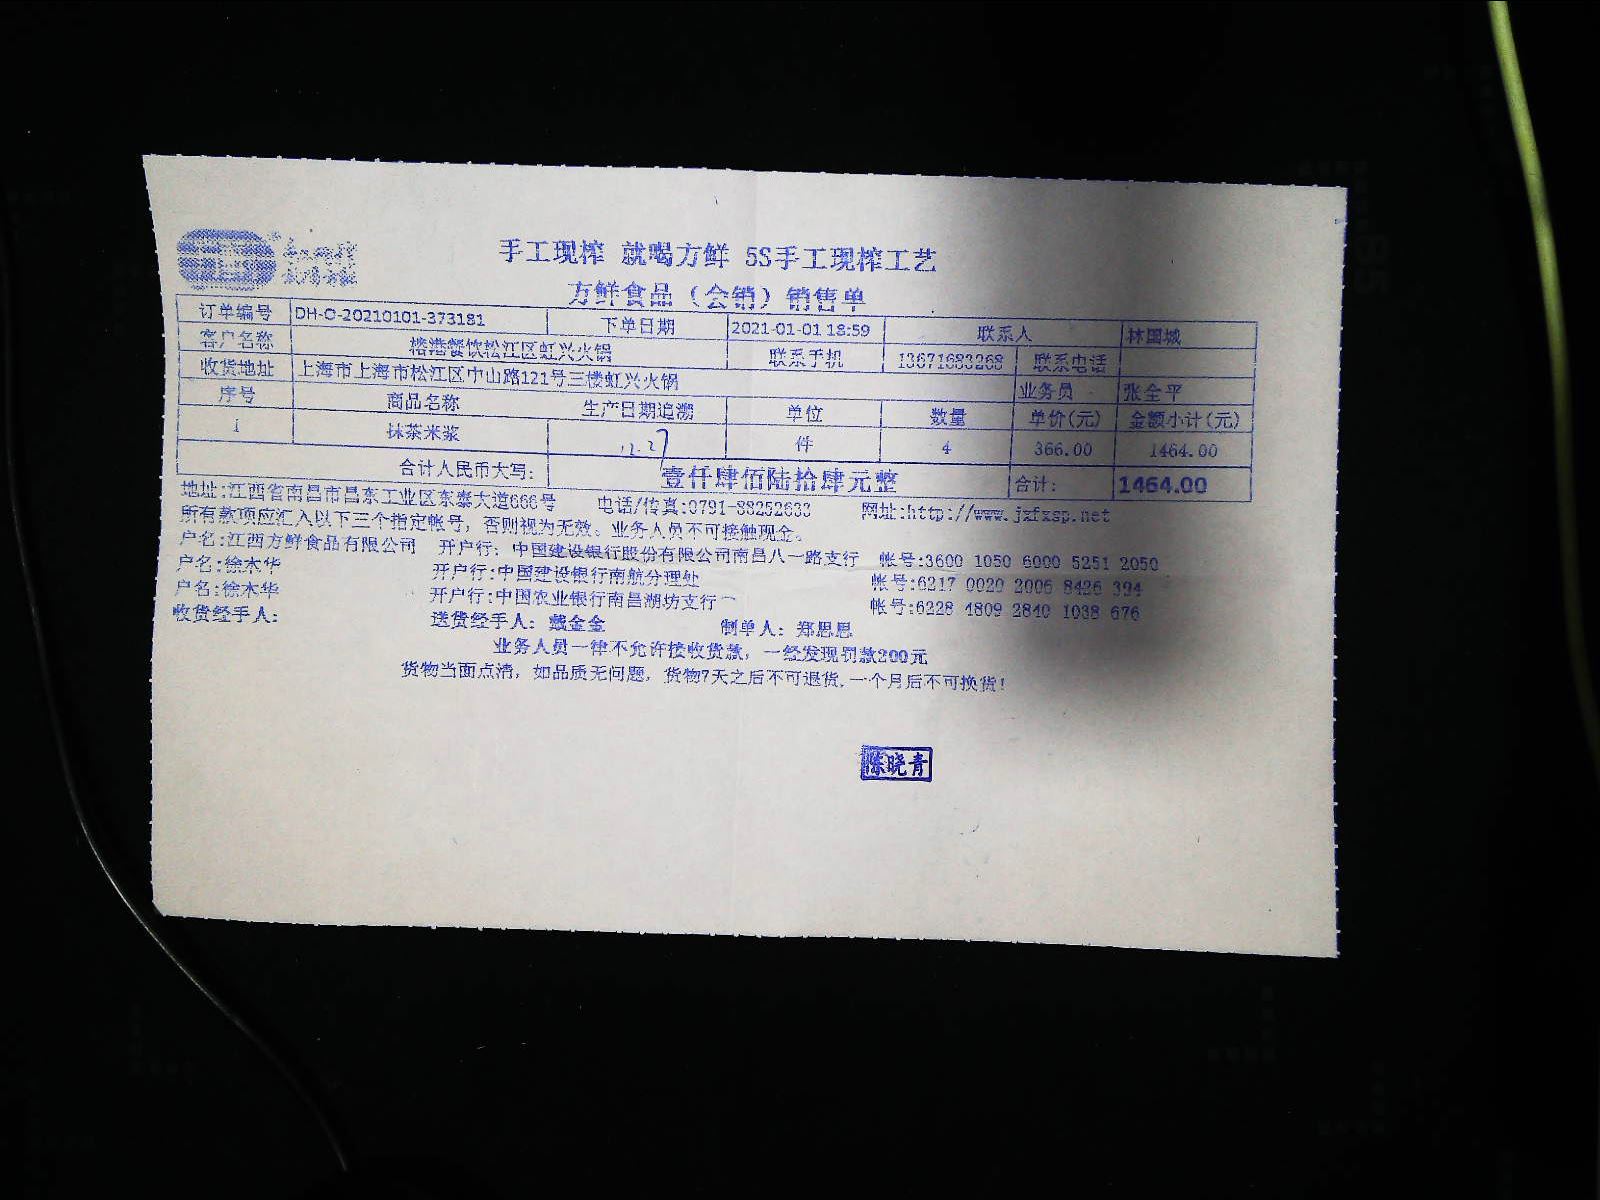 手工现榨 就喝方鲜 5S手工现榨工艺
方鲜食品（会销）销售单
订单编号 DH-O-20210101-373181 下单日期 2021-01-01 18:59 联系人 林国城
客户名称 榕港餐饮松江区虹兴火锅 联系手机 13671683268 联系电话
收货地址 上海市上海市松江区中山路121号三楼虹兴火锅 业务员 张全平
序号 商品名称 生产日期追溯 单位 数量 单价(元) 金额小计(元)
1 抹茶米浆 12.27 件 4 366.00 1464.00
合计人民币大写: 壹仟肆佰陆拾肆元整 合计: 1464.00
地址:江西省南昌市昌东工业区东泰大道666号 电话/传真:0791-88252633 网址:http://www.jxfxsp.net
所有款项应汇入以下三个指定帐号，否则视为无效。业务人员不可接触现金。
户名:江西方鲜食品有限公司 开户行: 中国建设银行股份有限公司南昌八一路支行 帐号:3600 1050 6000 5251 2050
户名:徐木华 开户行:中国建设银行南航分理处 帐号:6217 0020 2006 8426 394
户名:徐木华 开户行:中国农业银行南昌湖坊支行 帐号:6228 4809 2840 1038 676
收货经手人: 送货经手人: 戴金金 制单人: 郑思思
业务人员一律不允许接收货款，一经发现罚款200元
货物当面点清，如品质无问题，货物7天之后不可退货,一个月后不可换货!
陈晓青